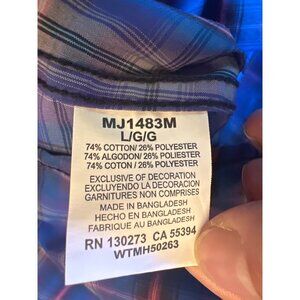 MJ1483M
L/G/G
74% COTTON/26% POLYESTER
74% ALGODON/26% POLIESTER
74% COTON / 26% POLYESTER
EXCLUSIVE OF DECORATION
EXCLUYENDO LA DECORACION
GARNITURES NON COMPRISES
MADE IN BANGLADESH
HECHO EN BANGLADESH
FABRIQUE AU BANGLADESH
RN 130273 CA 55394
WTMH50263